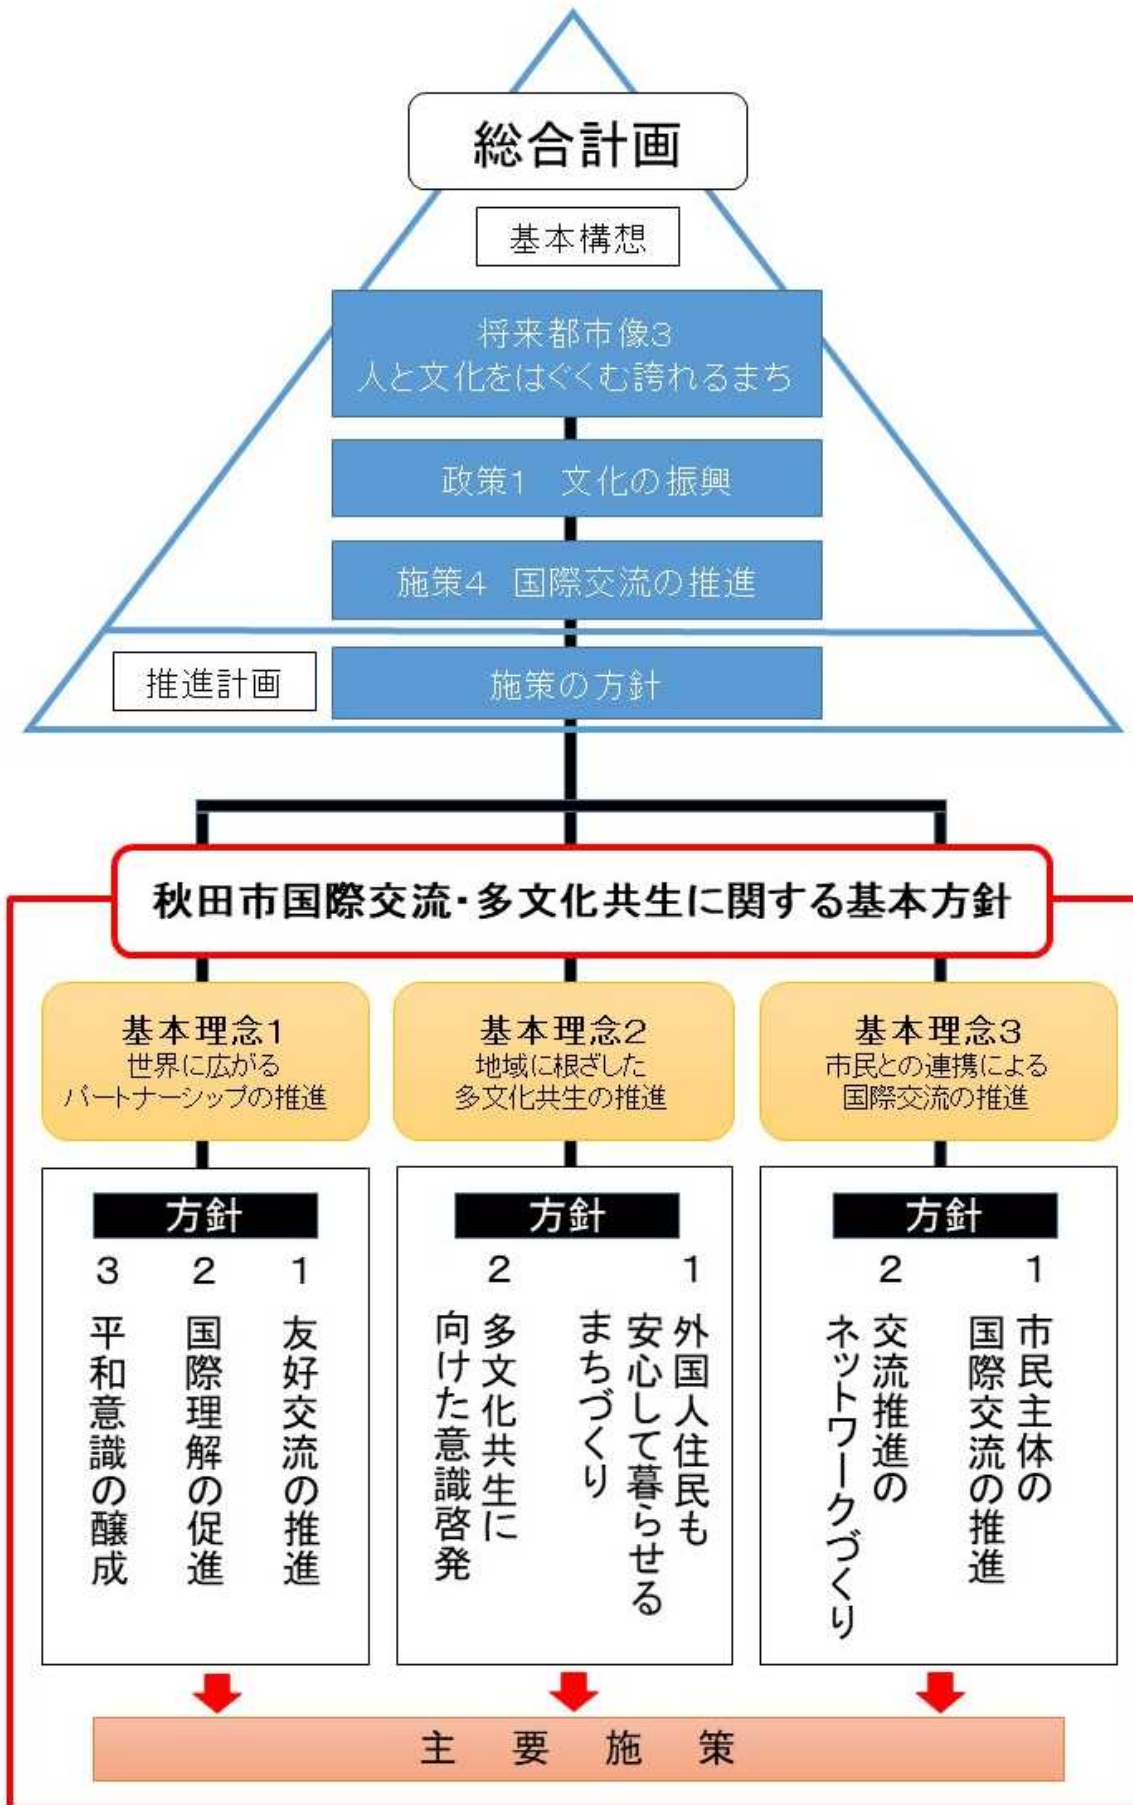 総合計画
基本構想
将来都市像3
人と文化をはぐくむ誇れるまち
政策1　文化の振興
施策4　国際交流の推進
推進計画
施策の方針
秋田市国際交流・多文化共生に関する基本方針
基本理念1
世界に広がる
パートナーシップの推進
基本理念2
地域に根ざした
多文化共生の推進
基本理念3
市民との連携による
国際交流の推進
方針
1　友好交流の推進
2　国際理解の促進
3　平和意識の醸成
方針
1　外国人住民も
安心して暮らせる
まちづくり
2　多文化共生に
向けた意識啓発
方針
1　市民主体の
国際交流の推進
2　交流推進の
ネットワークづくり
主要施策